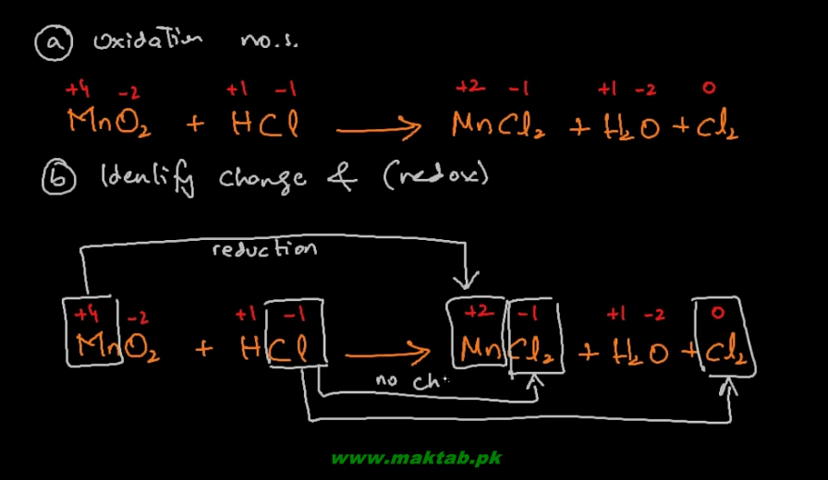 (a) oxidation no.s.
+4 -2 +1 -1 +2 -1 +1 -2 0
MnO₂ + HCl → MnCl₂ + H₂O + Cl₂
(b) Identify change & (redox)
reduction
+4 -2 +1 -1 +2 -1 +1 -2 0
MnO₂ + HCl → MnCl₂ + H₂O + Cl₂
no ch
www.maktab.pk